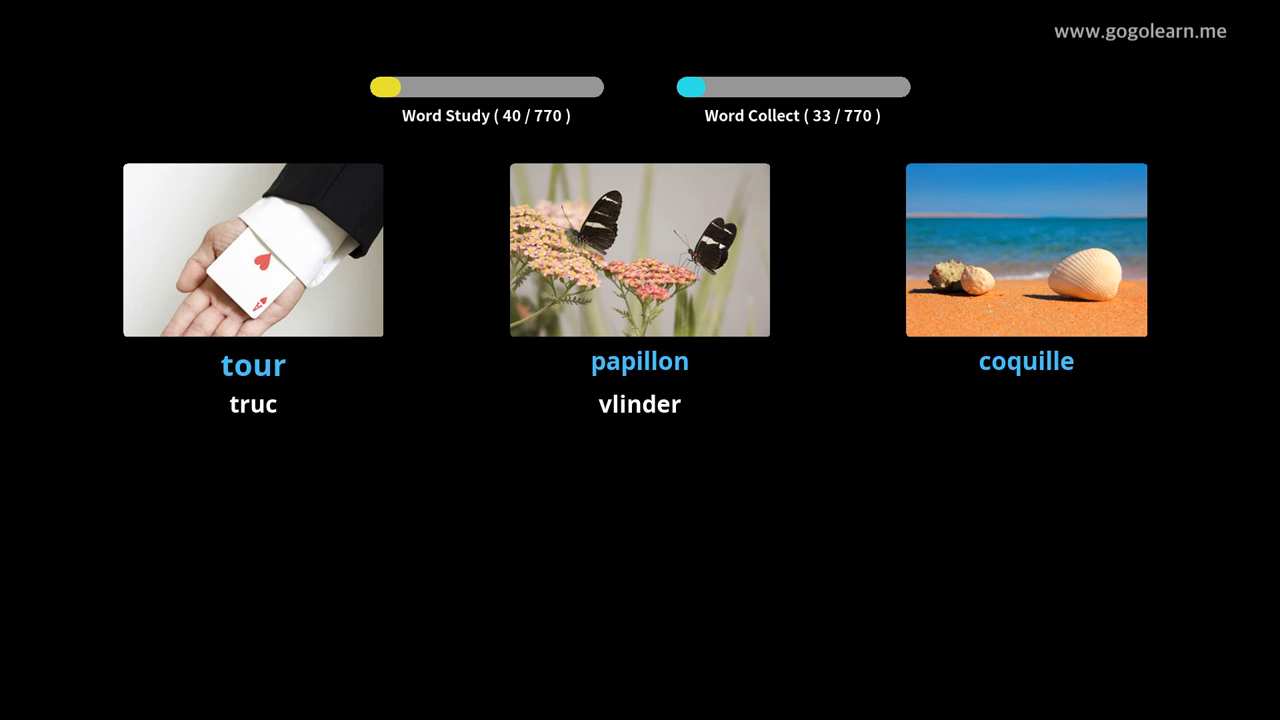 www.gogolearn.me
Word Study ( 40 / 770 )
Word Collect ( 33 / 770 )
tour
truc
papillon
vlinder
coquille